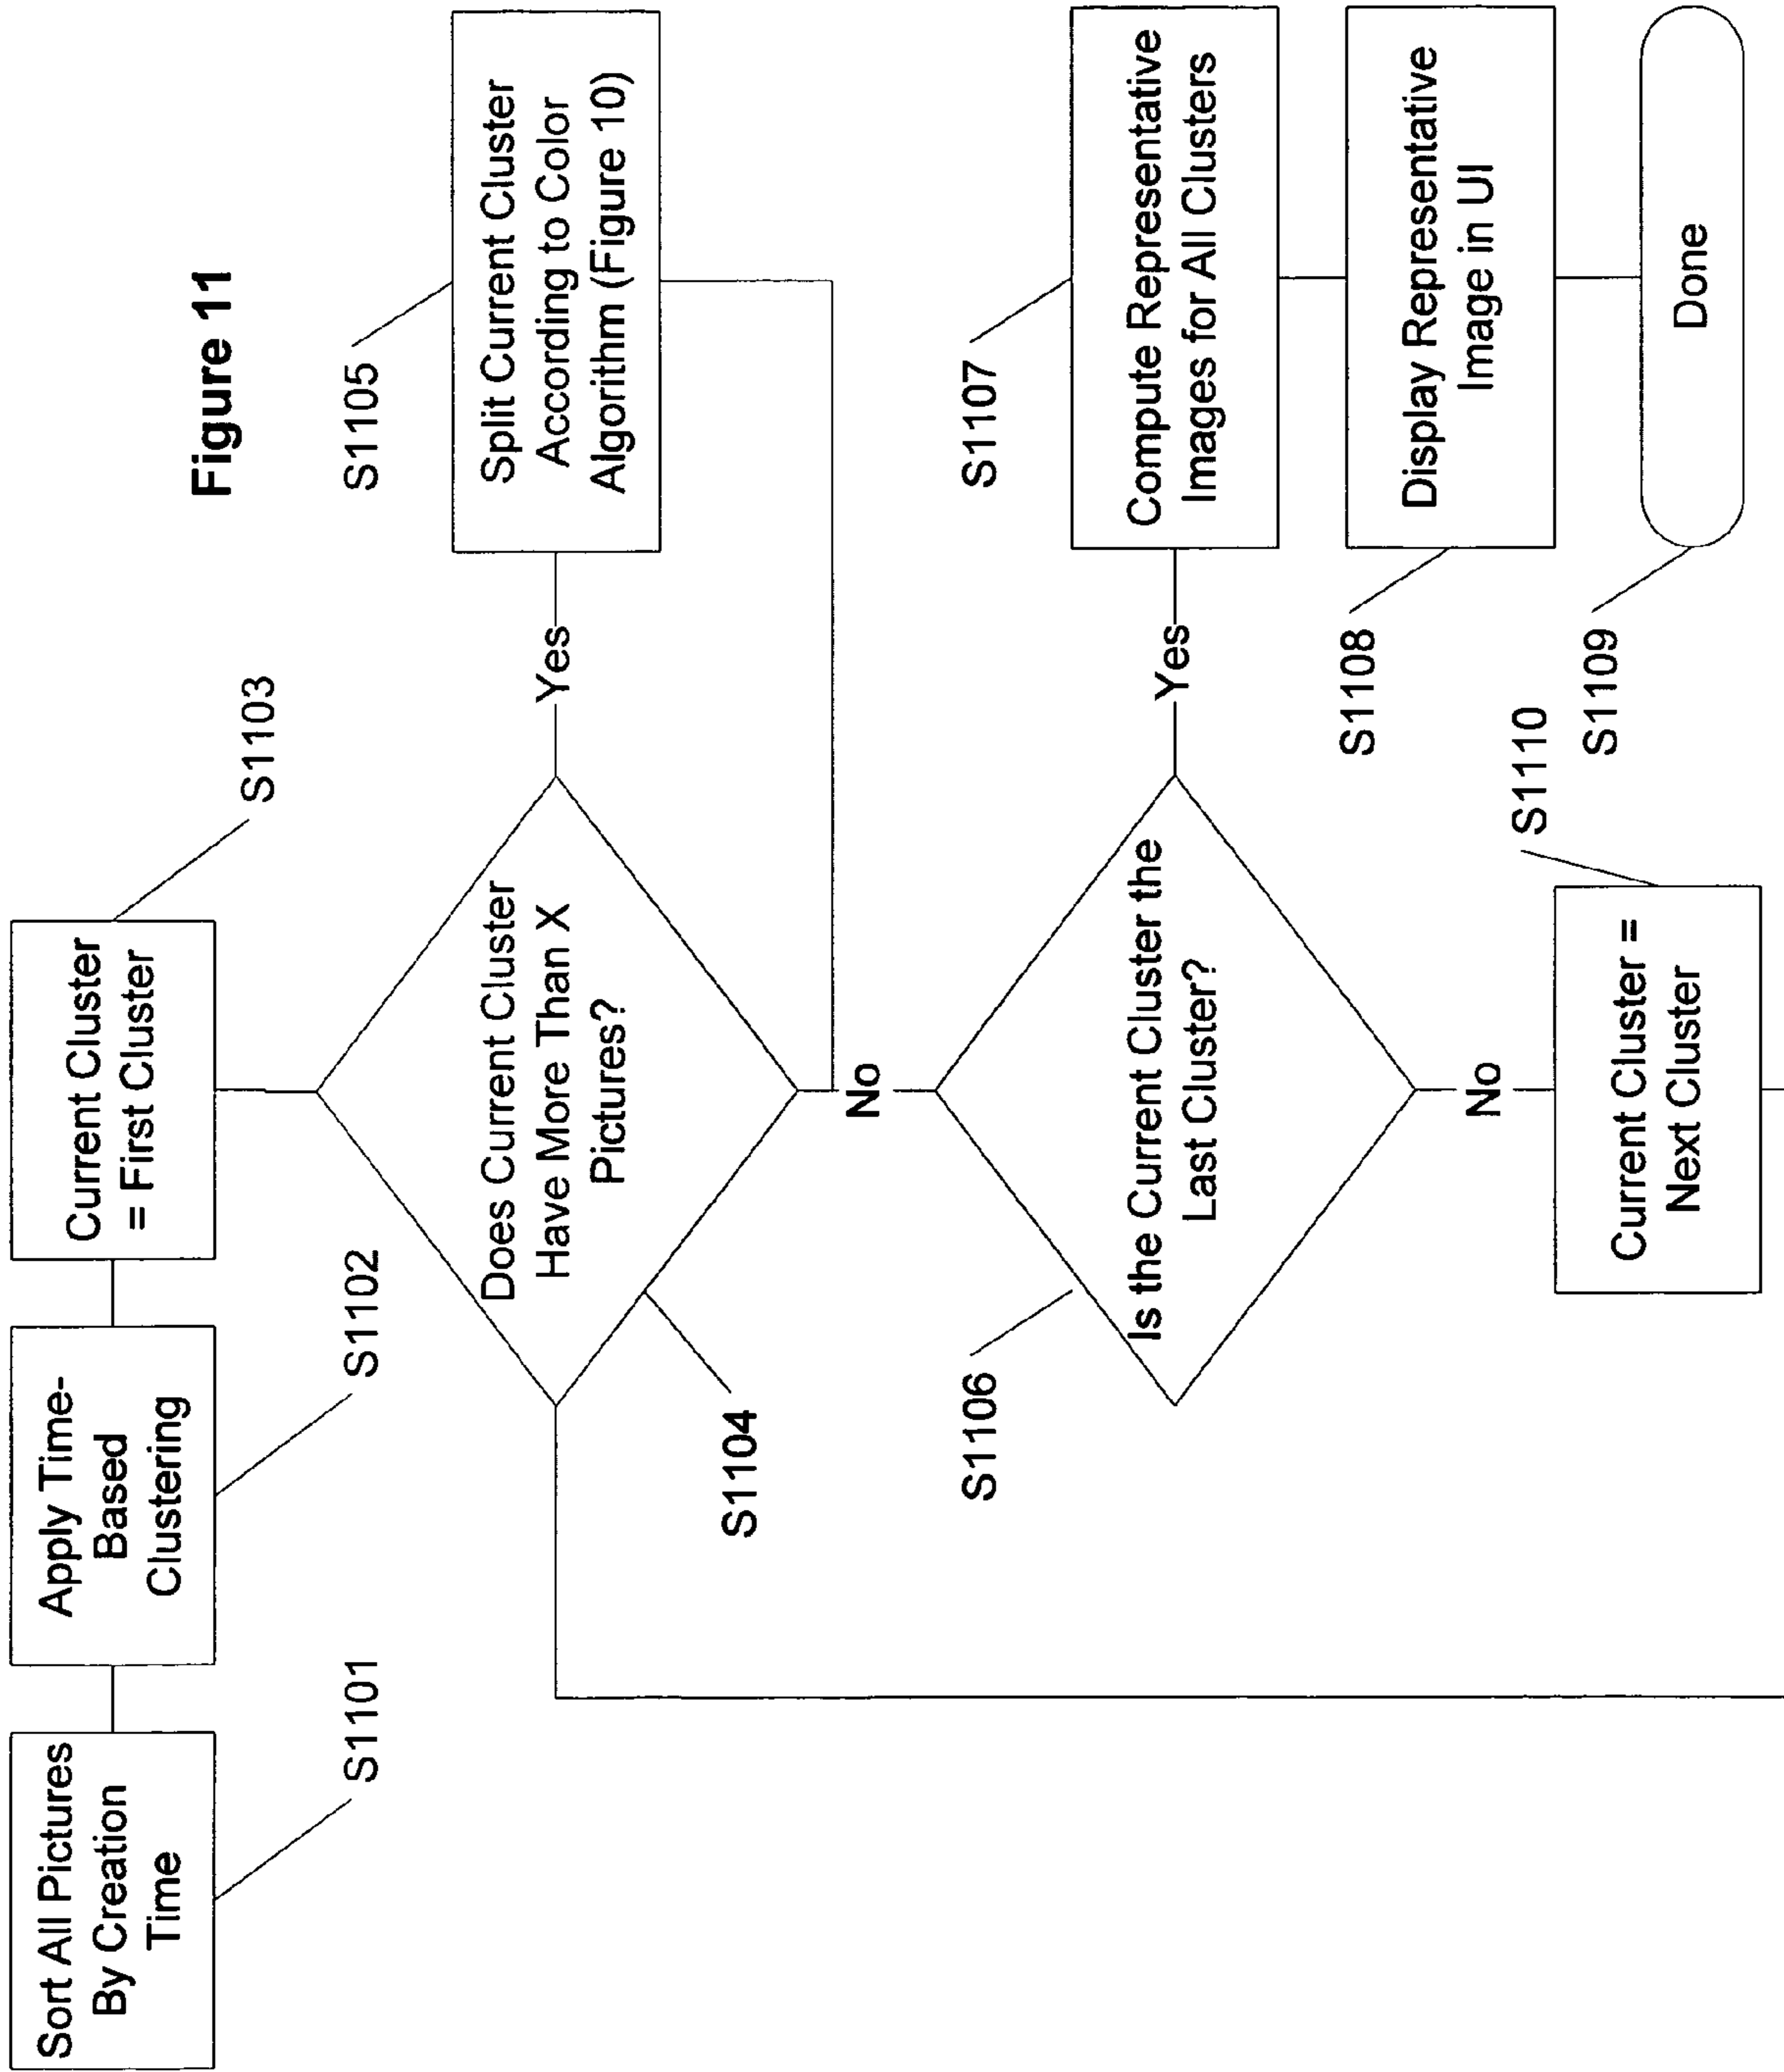 Figure 11
Sort All Pictures
By Creation
Time
S1101
Apply Time-
Based
Clustering
S1102
Current Cluster
= First Cluster
S1103
Does Current Cluster
Have More Than X
Pictures?
S1104
Yes
Split Current Cluster
According to Color
Algorithm (Figure 10)
S1105
No
Is the Current Cluster the
Last Cluster?
S1106
Yes
Compute Representative
Images for All Clusters
S1107
Display Representative
Image in UI
S1108
Done
S1109
No
Current Cluster =
Next Cluster
S1110